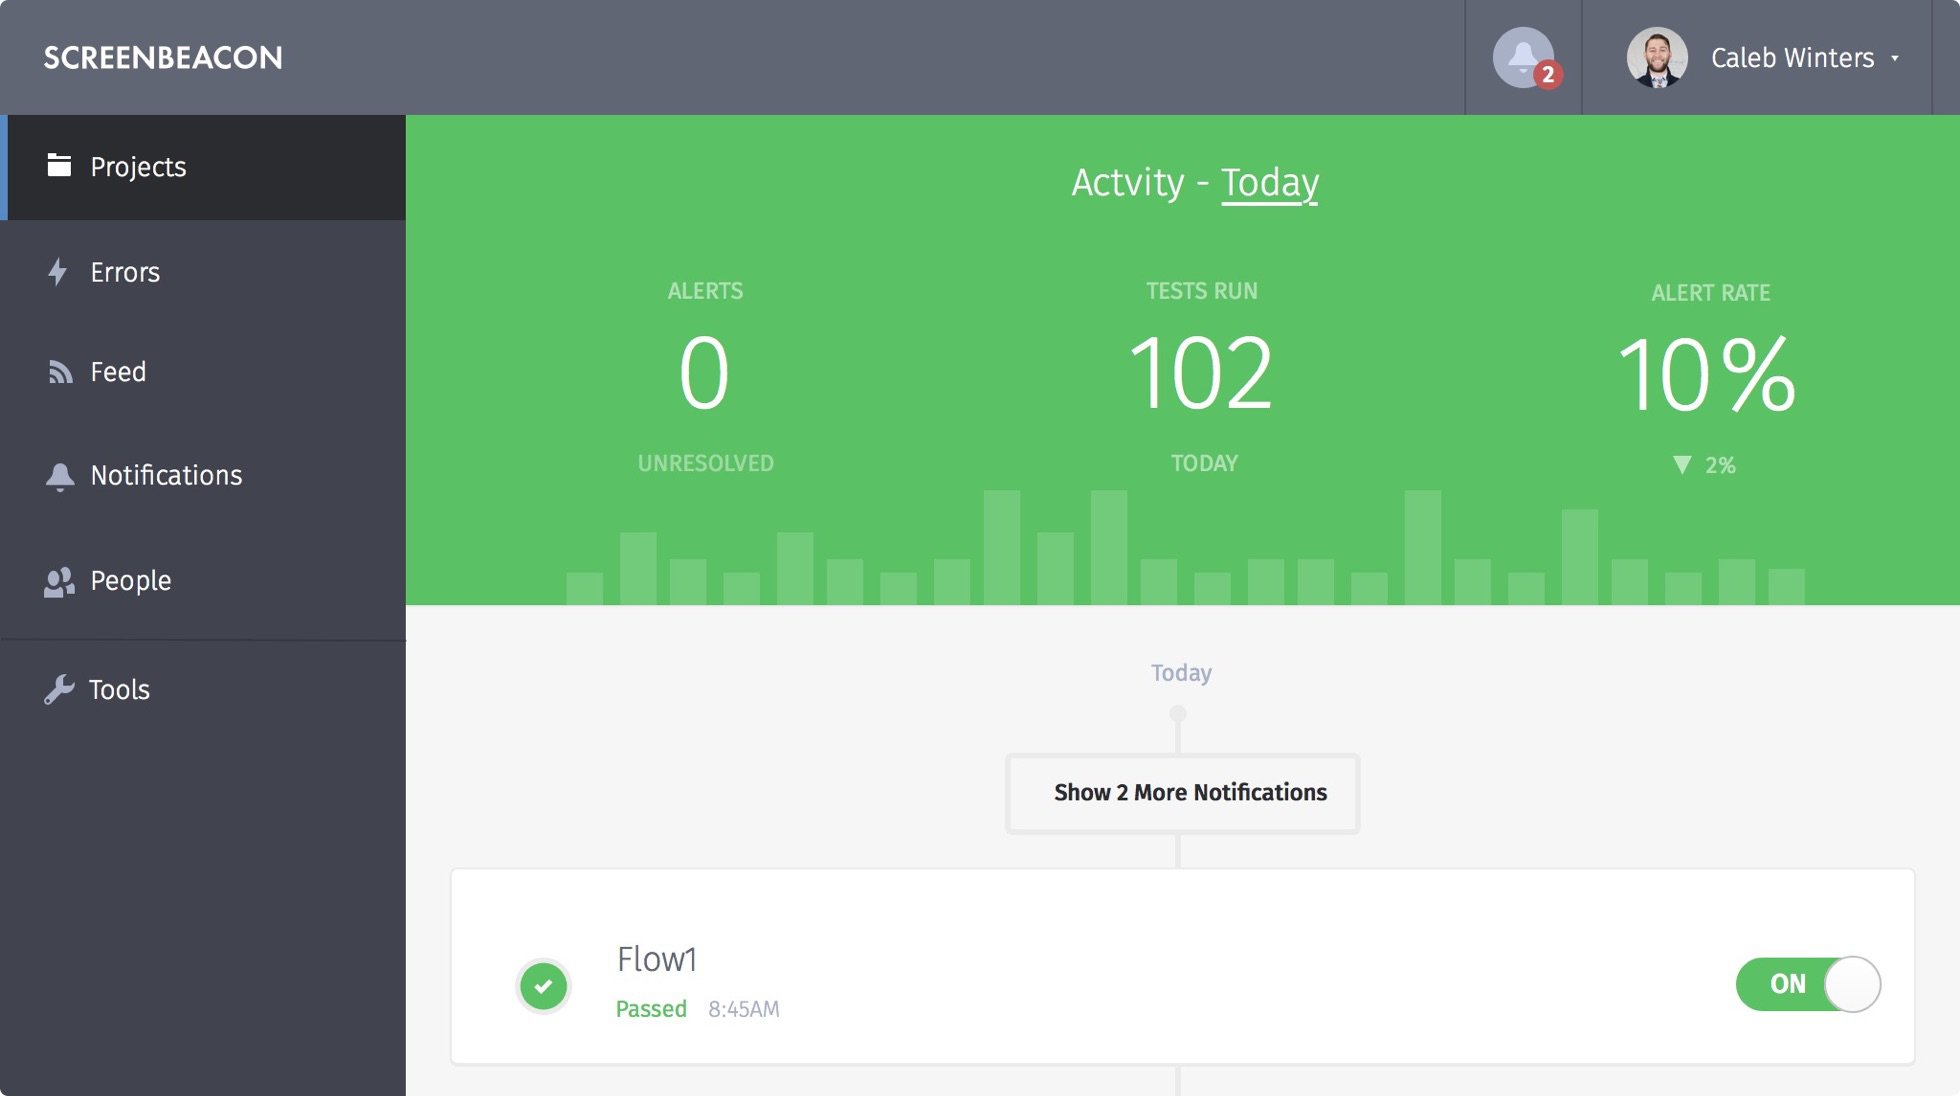 SCREENBEACON
2
Caleb Winters
Projects
Errors
Feed
Notifications
People
Tools
Actvity - Today
ALERTS
0
UNRESOLVED
TESTS RUN
102
TODAY
ALERT RATE
10%
▼ 2%
Today
Show 2 More Notifications
Flow1
Passed 8:45AM
ON